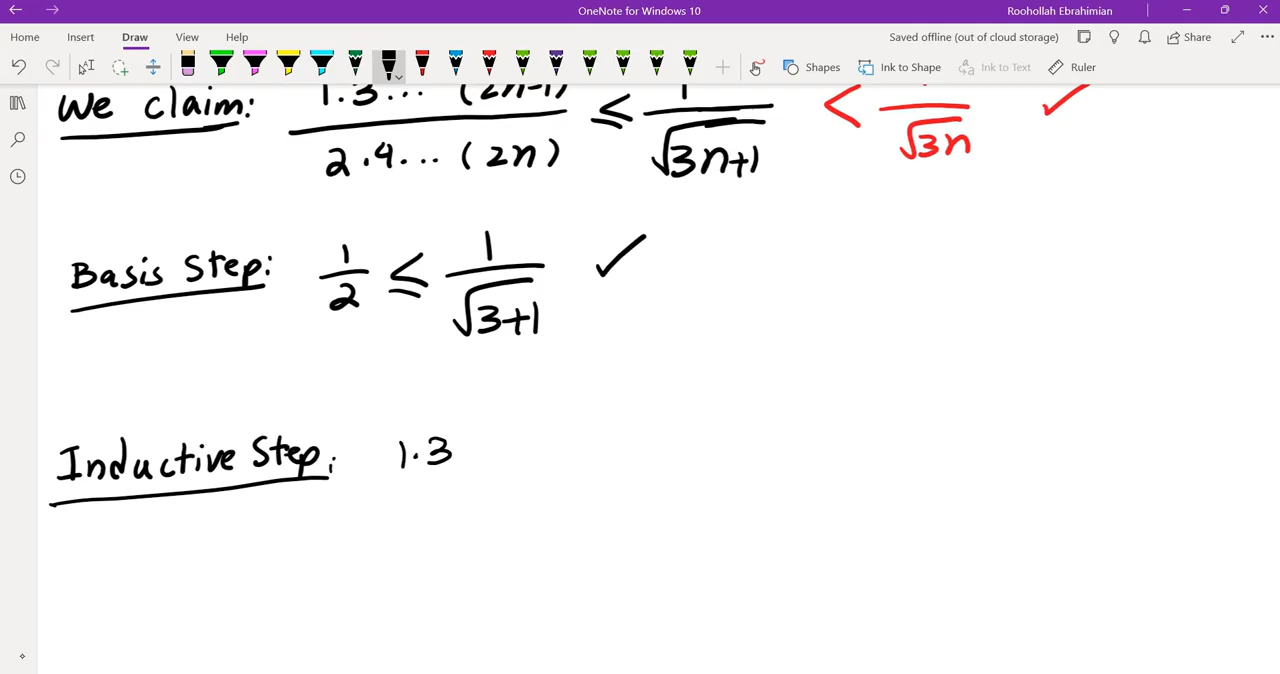 OneNote for Windows 10
Roohollah Ebrahimian
Home Insert Draw View Help
Saved offline (out of cloud storage)
Share
Shapes
Ink to Shape
Ink to Text
Ruler
We claim: 1.3... (2n-1) / 2.4... (2n) ≤ 1 / √3n+1 < 1 / √3n ✓
Basis Step: 1/2 ≤ 1 / √3+1 ✓
Inductive Step: 1.3